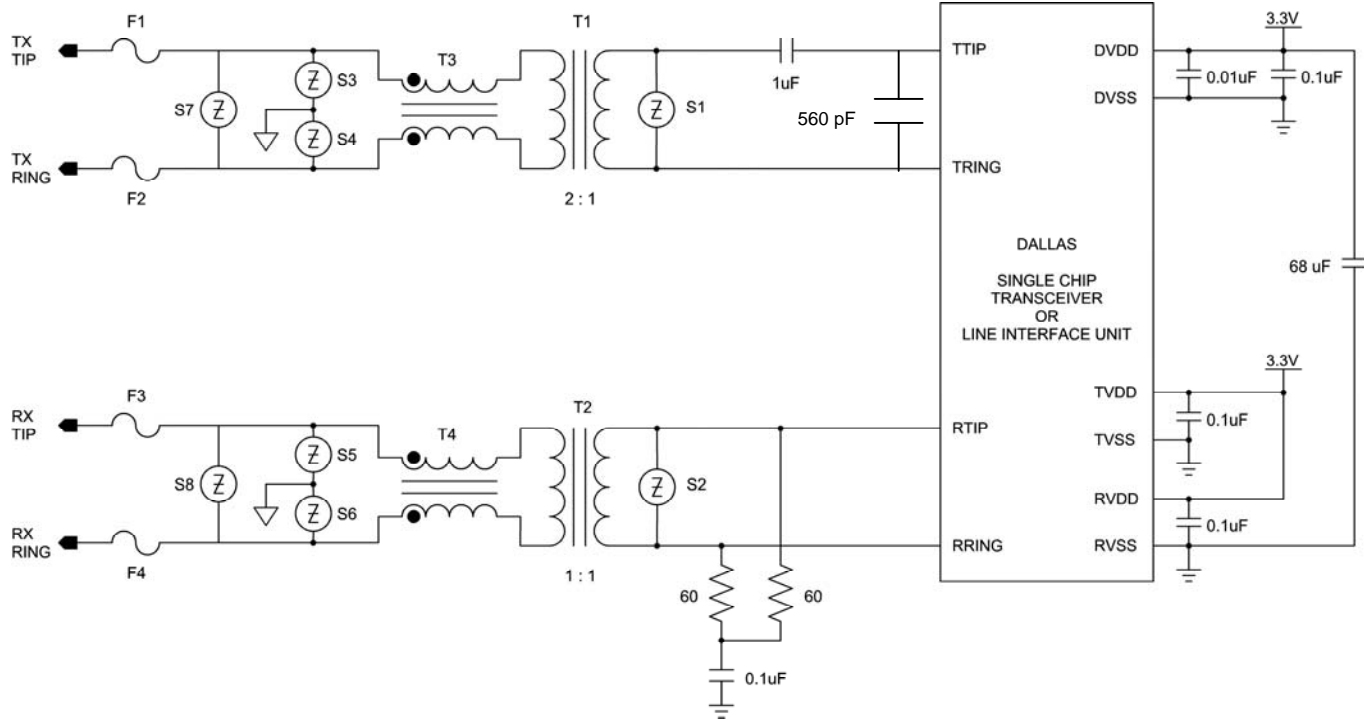 TX
TIP
F1
S7
S3
S4
T3
T1
2 : 1
S1
1uF
560 pF
TX
RING
F2
TTIP
TRING
DALLAS
SINGLE CHIP
TRANSCEIVER
OR
LINE INTERFACE UNIT
DVDD
DVSS
3.3V
0.01uF
0.1uF
68 uF
RX
TIP
F3
S8
S5
S6
T4
T2
1 : 1
S2
RX
RING
F4
RTIP
RRING
60
60
0.1uF
TVDD
TVSS
RVDD
RVSS
3.3V
0.1uF
0.1uF
Z
Z
Z
Z
Z
Z
Z
Z